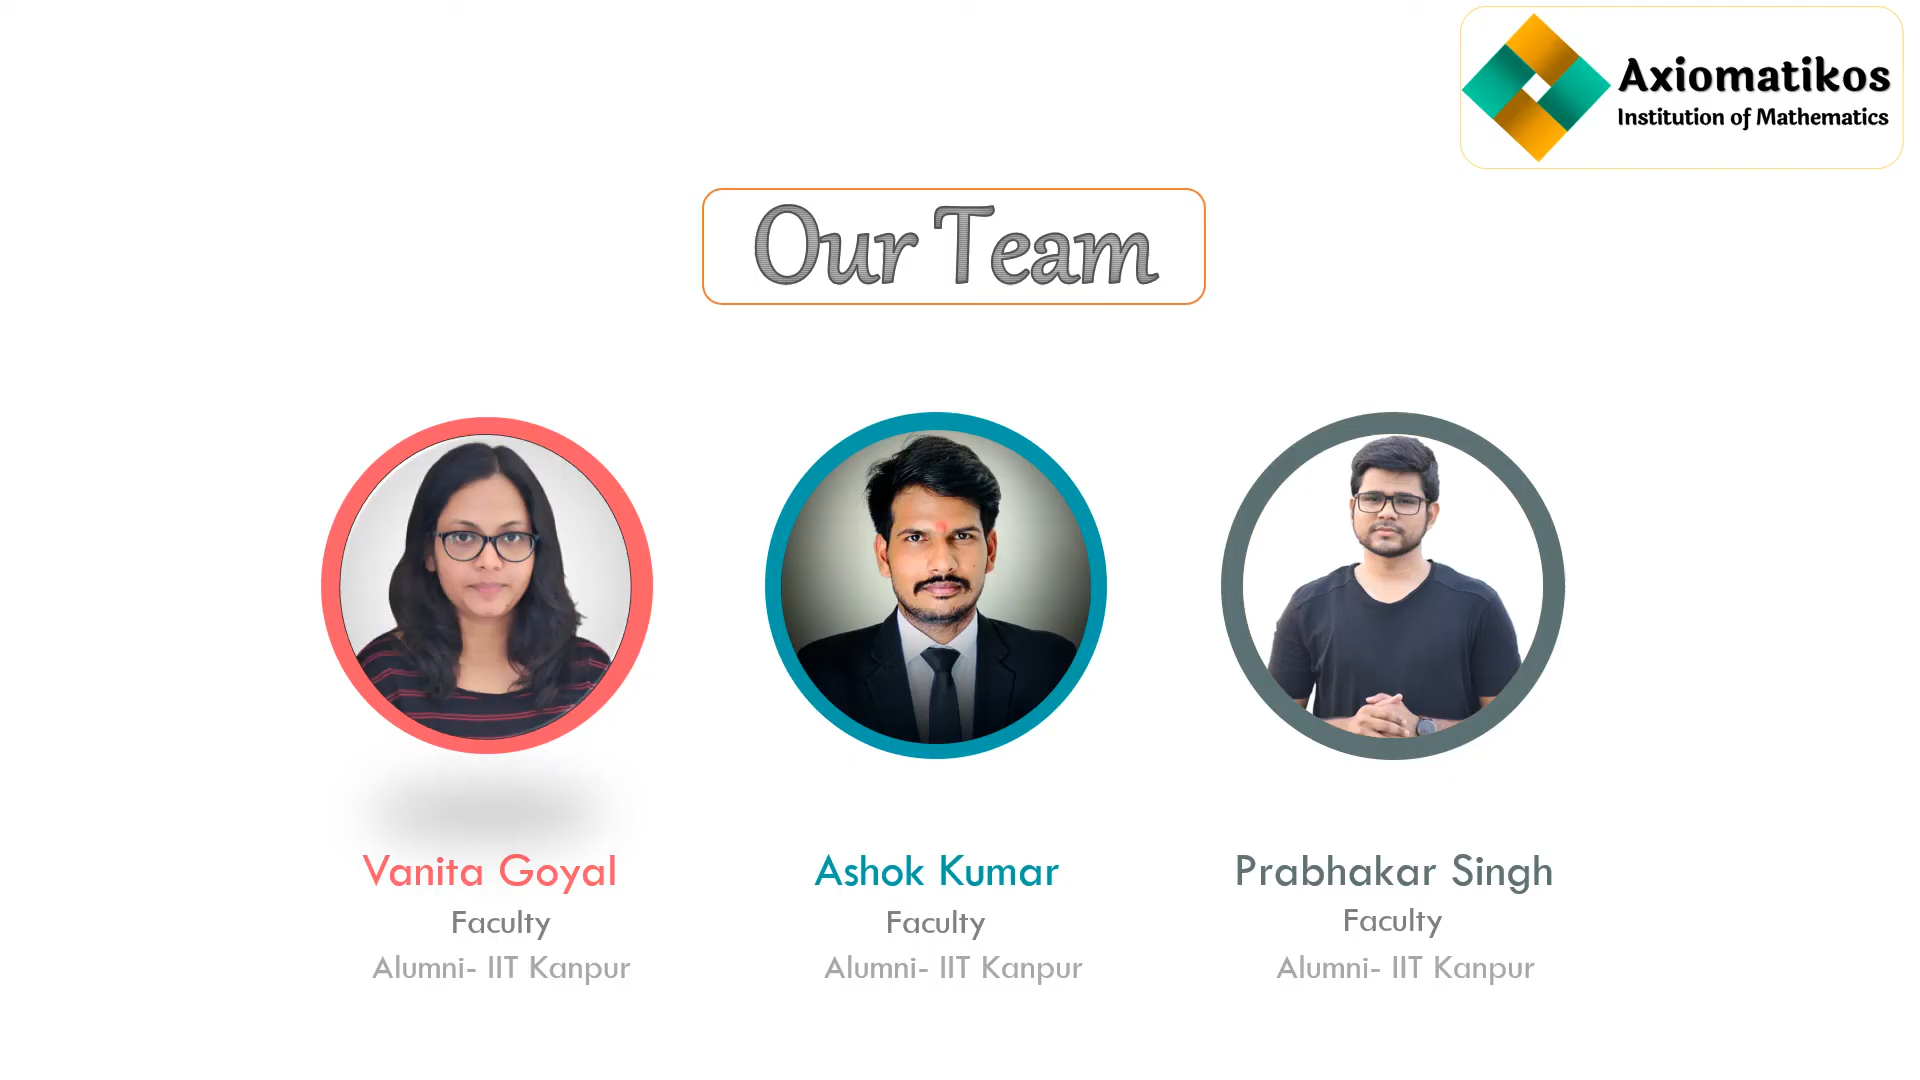 Axiomatikos
Institution of Mathematics
Our Team
Vanita Goyal
Faculty
Alumni- IIT Kanpur
Ashok Kumar
Faculty
Alumni- IIT Kanpur
Prabhakar Singh
Faculty
Alumni- IIT Kanpur